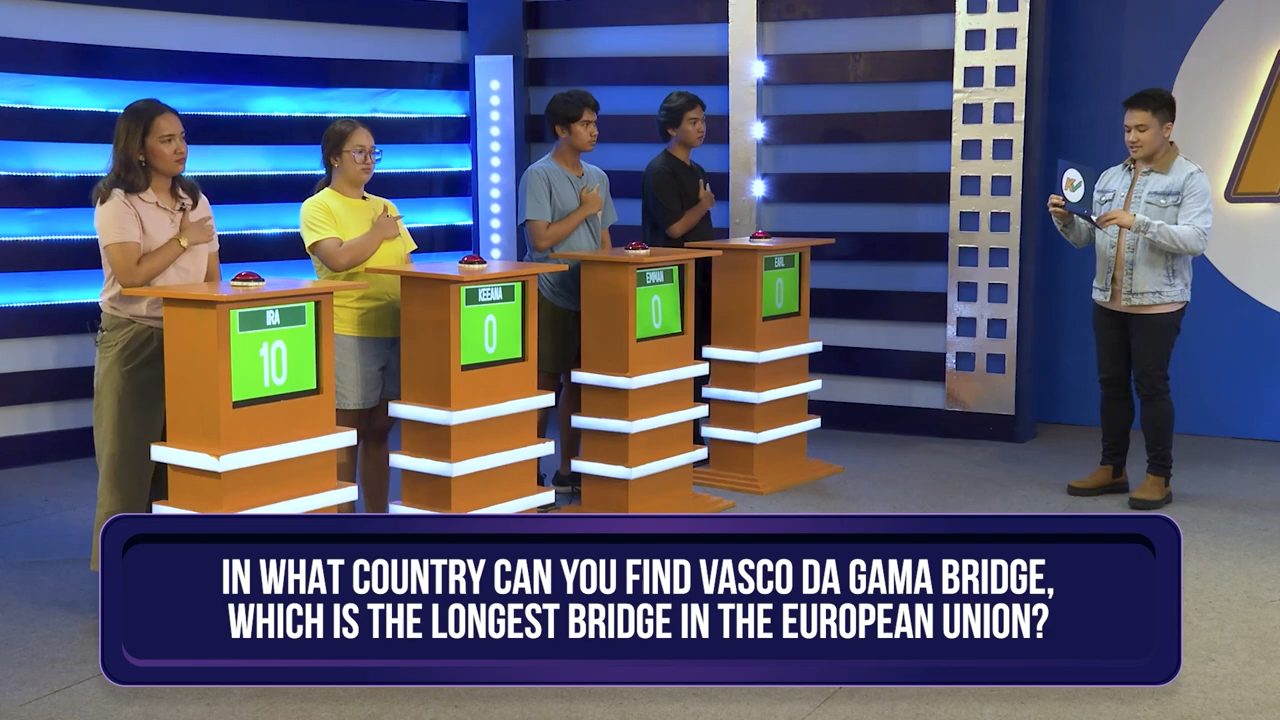 IRA
10
KEEANA
0
EMMAN
0
EARL
0
IN WHAT COUNTRY CAN YOU FIND VASCO DA GAMA BRIDGE,
WHICH IS THE LONGEST BRIDGE IN THE EUROPEAN UNION?